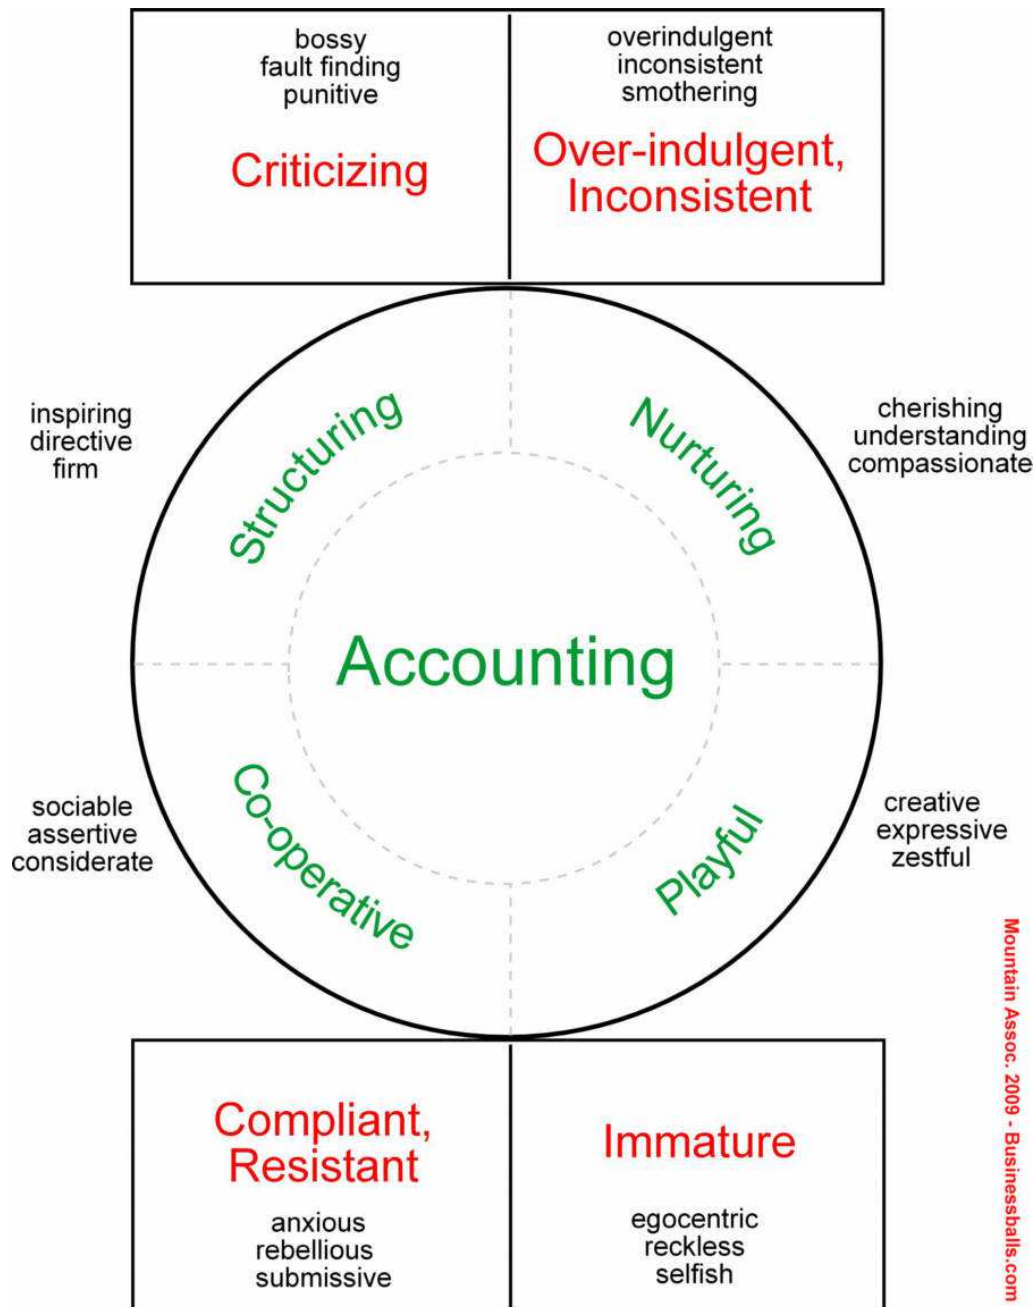 bossy
fault finding
punitive
Criticizing
overindulgent
inconsistent
smothering
Over-indulgent,
Inconsistent
inspiring
directive
firm
Structuring
Nurturing
cherishing
understanding
compassionate
Accounting
sociable
assertive
considerate
Co-operative
Playful
creative
expressive
zestful
Compliant,
Resistant
anxious
rebellious
submissive
Immature
egocentric
reckless
selfish
Mountain Assoc. 2009 - Businessballs.com